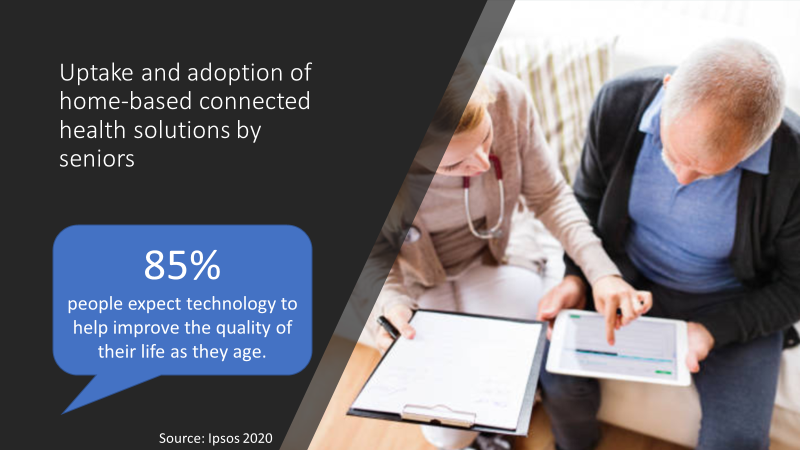 Uptake and adoption of
home-based connected
health solutions by
seniors
85%
people expect technology to
help improve the quality of
their life as they age.
Source: Ipsos 2020